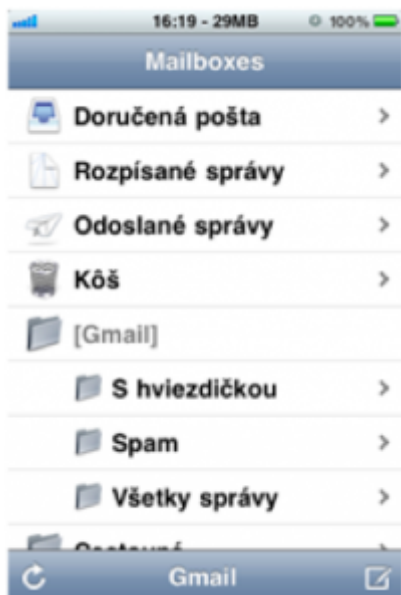 16:19 - 29MB 100%
Mailboxes
Doručená pošta
Rozpísané správy
Odoslané správy
Kôš
[Gmail]
S hviezdičkou
Spam
Všetky správy
Gmail